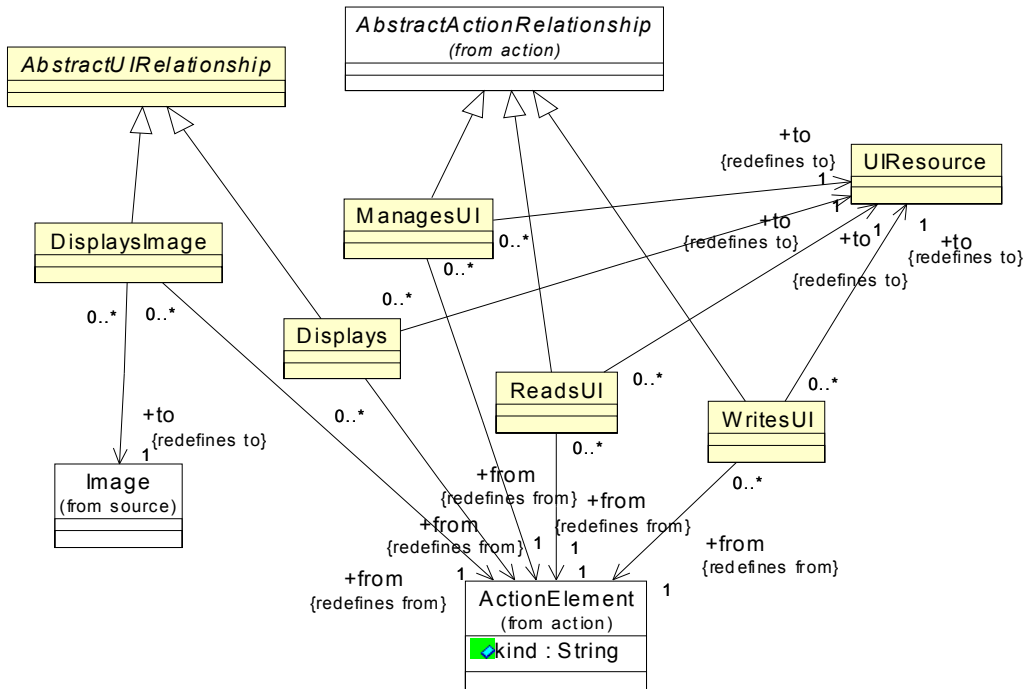 AbstractActionRelationship
(from action)
AbstractUIRelationship
+to
{redefines to}
1
UIResource
ManagesUI
0..*
0..*
DisplaysImage
0..*
0..*
1
+to
{redefines to}
+to
1
{redefines to}
1
+to
{redefines to}
0..*
Displays
0..*
ReadsUI
0..*
0..*
WritesUI
0..*
0..*
+to
{redefines to}
1
Image
(from source)
+from
{redefines from}
1
+from
{redefines from}
1
+from
{redefines from}
1
+from
{redefines from}
1
+from
{redefines from}
1
ActionElement
(from action)
kind : String